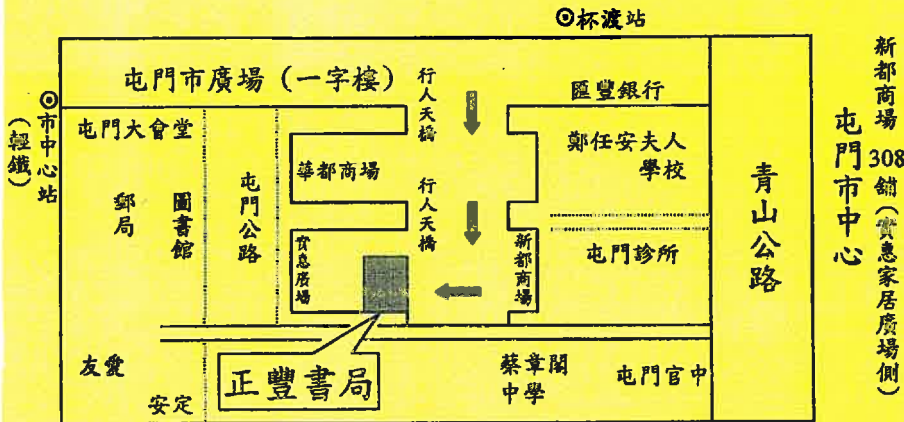 ◎杯渡站
屯門市廣場（一字樓）
行人天橋
匯豐銀行
◎市中心站
（輕鐵）
屯門大會堂
華都商場
鄭任安夫人
學校
郵局
圖書館
屯門公路
行人天橋
青山公路
屯門市中心
新都商場 308舖（實惠家居廣場側）
實惠廣場
新都商場
屯門診所
正豐書局
友愛
安定
蔡章閣
中學
屯門官中